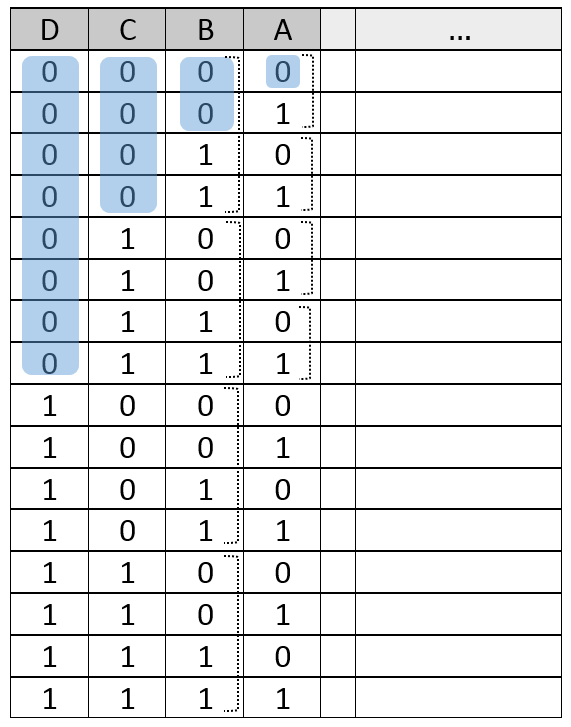 D C B A ...
0 0 0 0
0 0 0 1
0 0 1 0
0 0 1 1
0 1 0 0
0 1 0 1
0 1 1 0
0 1 1 1
1 0 0 0
1 0 0 1
1 0 1 0
1 0 1 1
1 1 0 0
1 1 0 1
1 1 1 0
1 1 1 1